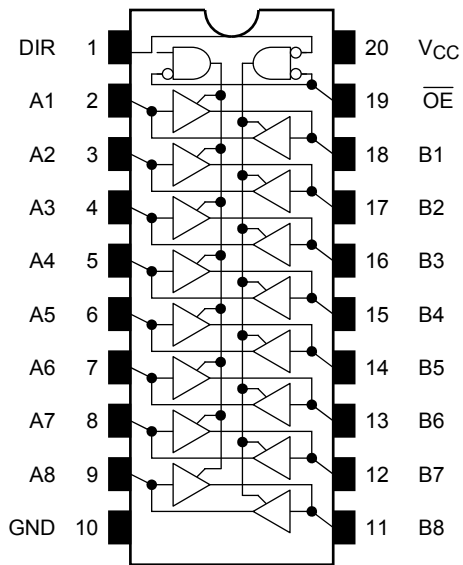 DIR 1 20 VCC
A1 2 19 OE
A2 3 18 B1
A3 4 17 B2
A4 5 16 B3
A5 6 15 B4
A6 7 14 B5
A7 8 13 B6
A8 9 12 B7
GND 10 11 B8